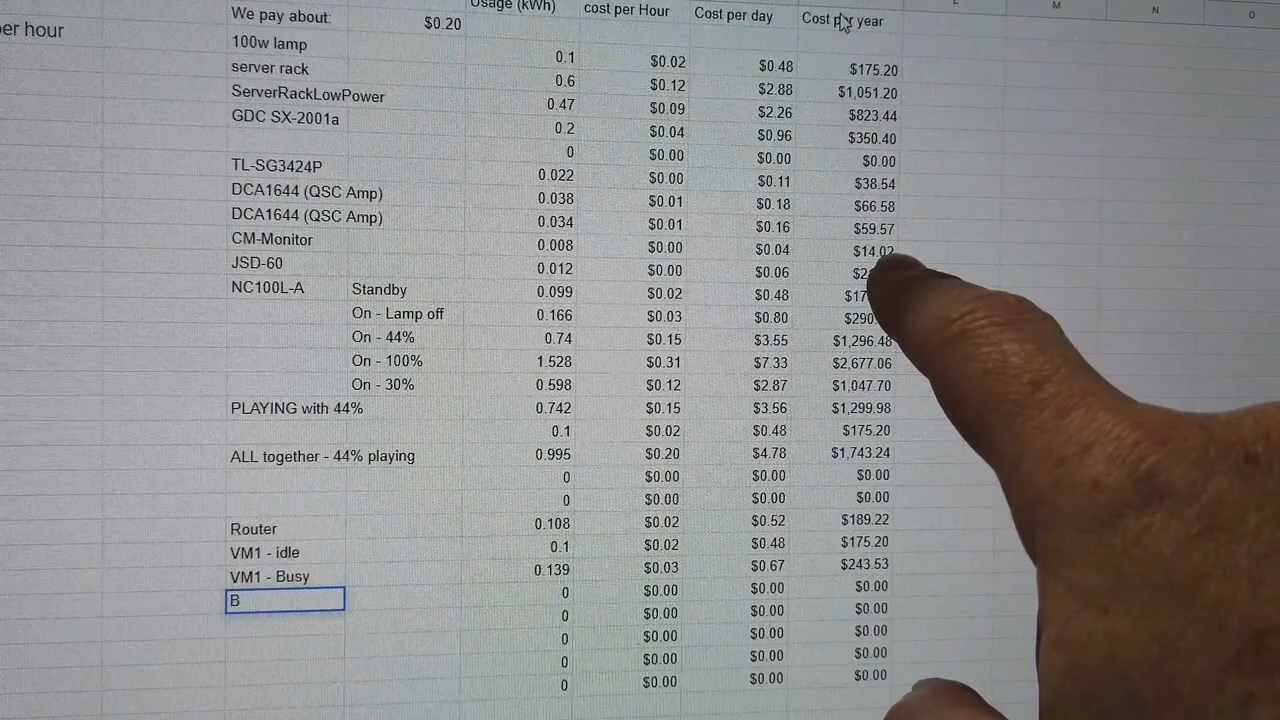 L M N O
Usage (kWh) cost per Hour Cost per day Cost per year
per hour We pay about: $0.20
100w lamp 0.1 $0.02 $0.48 $175.20
server rack 0.6 $0.12 $2.88 $1,051.20
ServerRackLowPower 0.47 $0.09 $2.26 $823.44
GDC SX-2001a 0.2 $0.04 $0.96 $350.40
0 $0.00 $0.00 $0.00
TL-SG3424P 0.022 $0.00 $0.11 $38.54
DCA1644 (QSC Amp) 0.038 $0.01 $0.18 $66.58
DCA1644 (QSC Amp) 0.034 $0.01 $0.16 $59.57
CM-Monitor 0.008 $0.00 $0.04 $14.02
JSD-60 0.012 $0.00 $0.06
NC100L-A Standby 0.099 $0.02 $0.48
On - Lamp off 0.166 $0.03 $0.80 $290.
On - 44% 0.74 $0.15 $3.55 $1,296.48
On - 100% 1.528 $0.31 $7.33 $2,677.06
On - 30% 0.598 $0.12 $2.87 $1,047.70
PLAYING with 44% 0.742 $0.15 $3.56 $1,299.98
0.1 $0.02 $0.48 $175.20
ALL together - 44% playing 0.995 $0.20 $4.78 $1,743.24
0 $0.00 $0.00 $0.00
0 $0.00 $0.00 $0.00
Router 0.108 $0.02 $0.52 $189.22
VM1 - idle 0.1 $0.02 $0.48 $175.20
VM1 - Busy 0.139 $0.03 $0.67 $243.53
B 0 $0.00 $0.00 $0.00
0 $0.00 $0.00 $0.00
0 $0.00 $0.00 $0.00
0 $0.00 $0.00 $0.00
0 $0.00 $0.00 $0.00